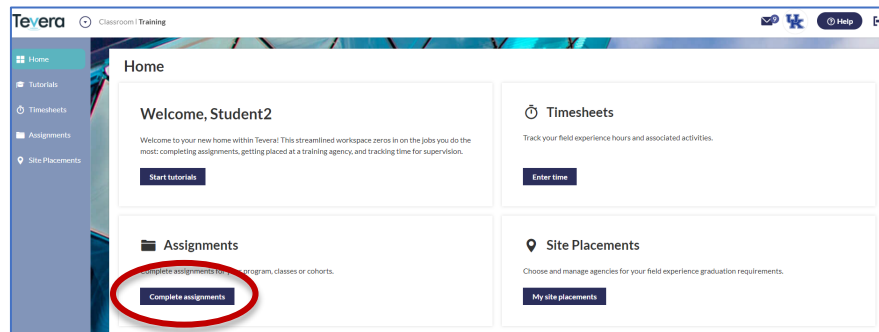 Tevera
Classroom | Training
9
UK
Help
Home
Tutorials
Timesheets
Assignments
Site Placements
Home
Welcome, Student2
Welcome to your new home within Tevera! This streamlined workspace zeros in on the jobs you do the
most: completing assignments, getting placed at a training agency, and tracking time for supervision.
Start tutorials
Timesheets
Track your field experience hours and associated activities.
Enter time
Assignments
Complete assignments for your program, classes or cohorts.
Complete assignments
Site Placements
Choose and manage agencies for your field experience graduation requirements.
My site placements